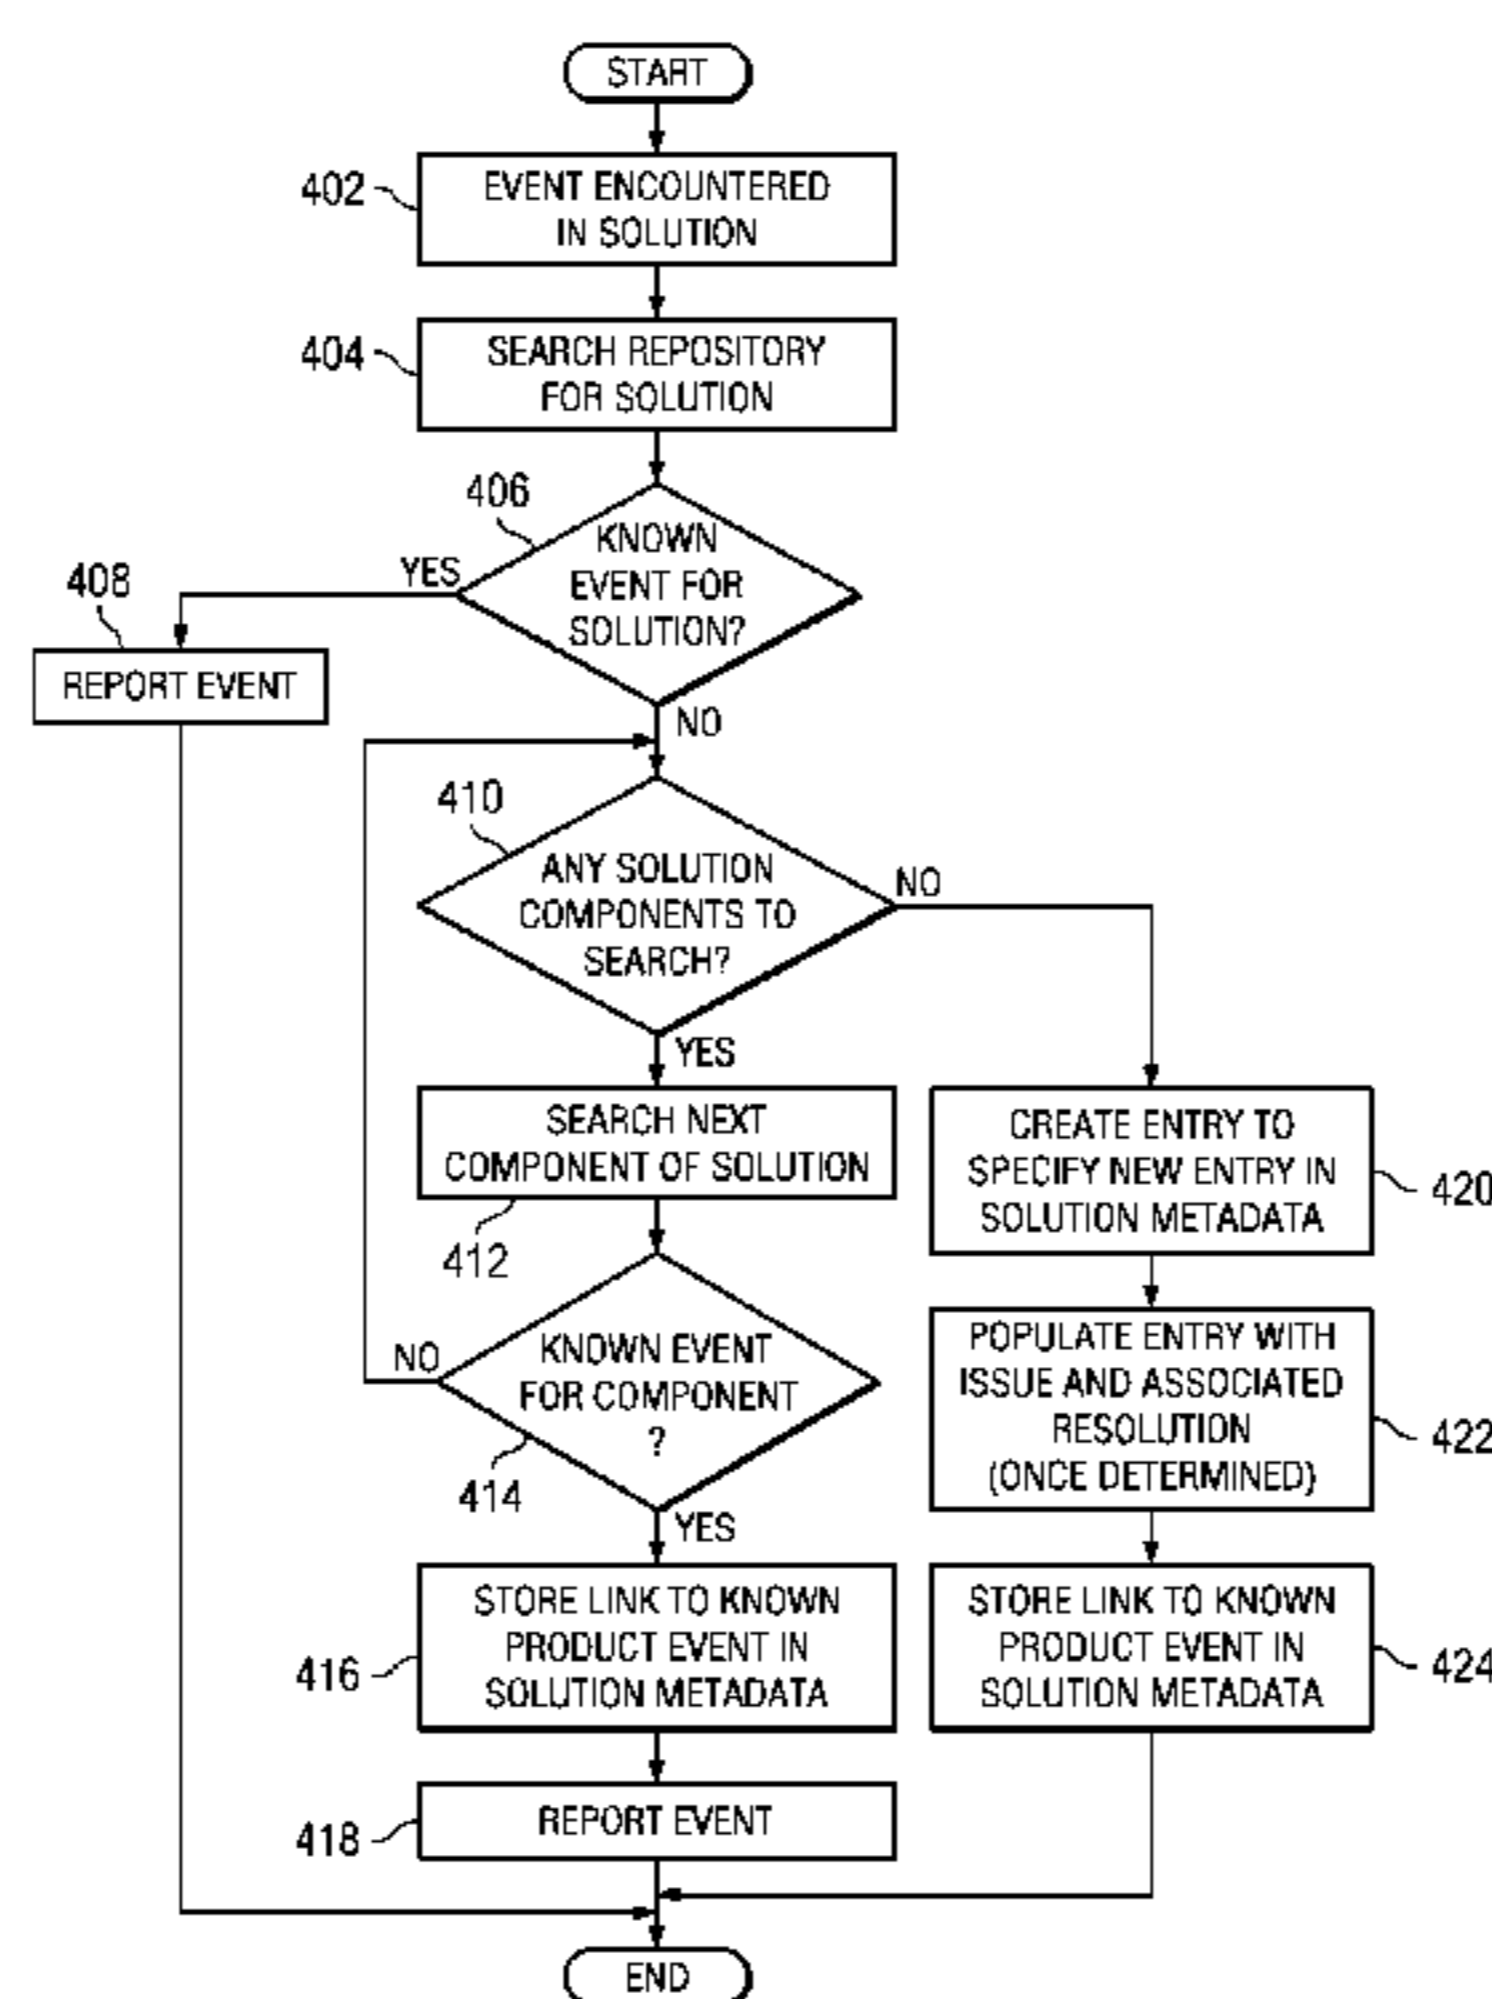 START
402
EVENT ENCOUNTERED
IN SOLUTION
404
SEARCH REPOSITORY
FOR SOLUTION
406
KNOWN
EVENT FOR
SOLUTION?
YES
408
REPORT EVENT
NO
410
ANY SOLUTION
COMPONENTS TO
SEARCH?
NO
YES
SEARCH NEXT
COMPONENT OF SOLUTION
412
CREATE ENTRY TO
SPECIFY NEW ENTRY IN
SOLUTION METADATA
420
KNOWN EVENT
FOR COMPONENT
?
NO
414
YES
POPULATE ENTRY WITH
ISSUE AND ASSOCIATED
RESOLUTION
(ONCE DETERMINED)
422
STORE LINK TO KNOWN
PRODUCT EVENT IN
SOLUTION METADATA
416
STORE LINK TO KNOWN
PRODUCT EVENT IN
SOLUTION METADATA
424
REPORT EVENT
418
END